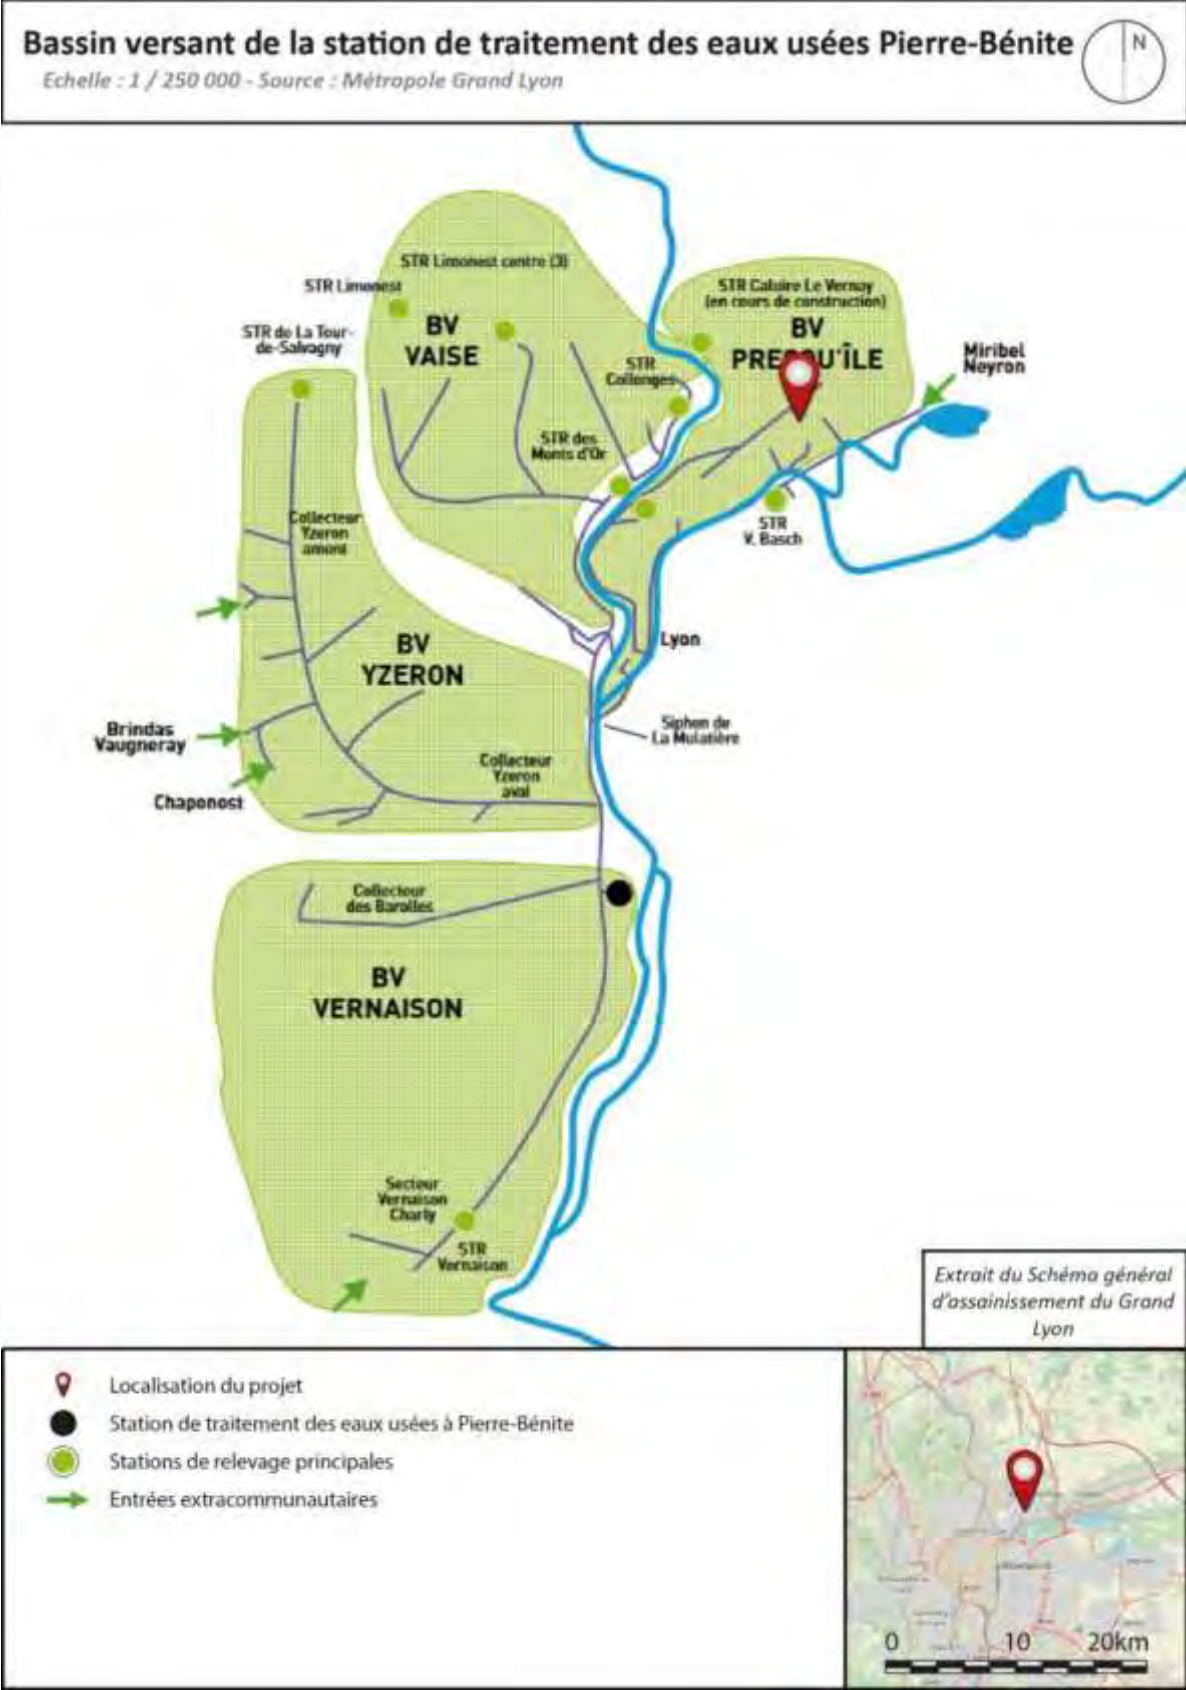 Bassin versant de la station de traitement des eaux usées Pierre-Bénite
N
Echelle : 1 / 250 000 - Source : Métropole Grand Lyon
STR Limonest centre (3)
STR Limonest
STR Caluire Le Vernay
(en cours de construction)
BV
VAISE
BV
PRESQU'ÎLE
STR de La Tour-
de-Salvagny
Miribel
Neyron
STR
Collonges
STR des
Monts d'Or
Collecteur
Yzeron
amont
STR
V. Basch
BV
YZERON
Lyon
Brindas
Vaugneray
Siphon de
La Mulatière
Collecteur
Yzeron
aval
Chaponost
Collecteur
des Barolles
BV
VERNAISON
Secteur
Vernaison
Charly
STR
Vernaison
Extrait du Schéma général
d'assainissement du Grand
Lyon
Localisation du projet
Station de traitement des eaux usées à Pierre-Bénite
Stations de relevage principales
Entrées extracommunautaires
0 10 20km